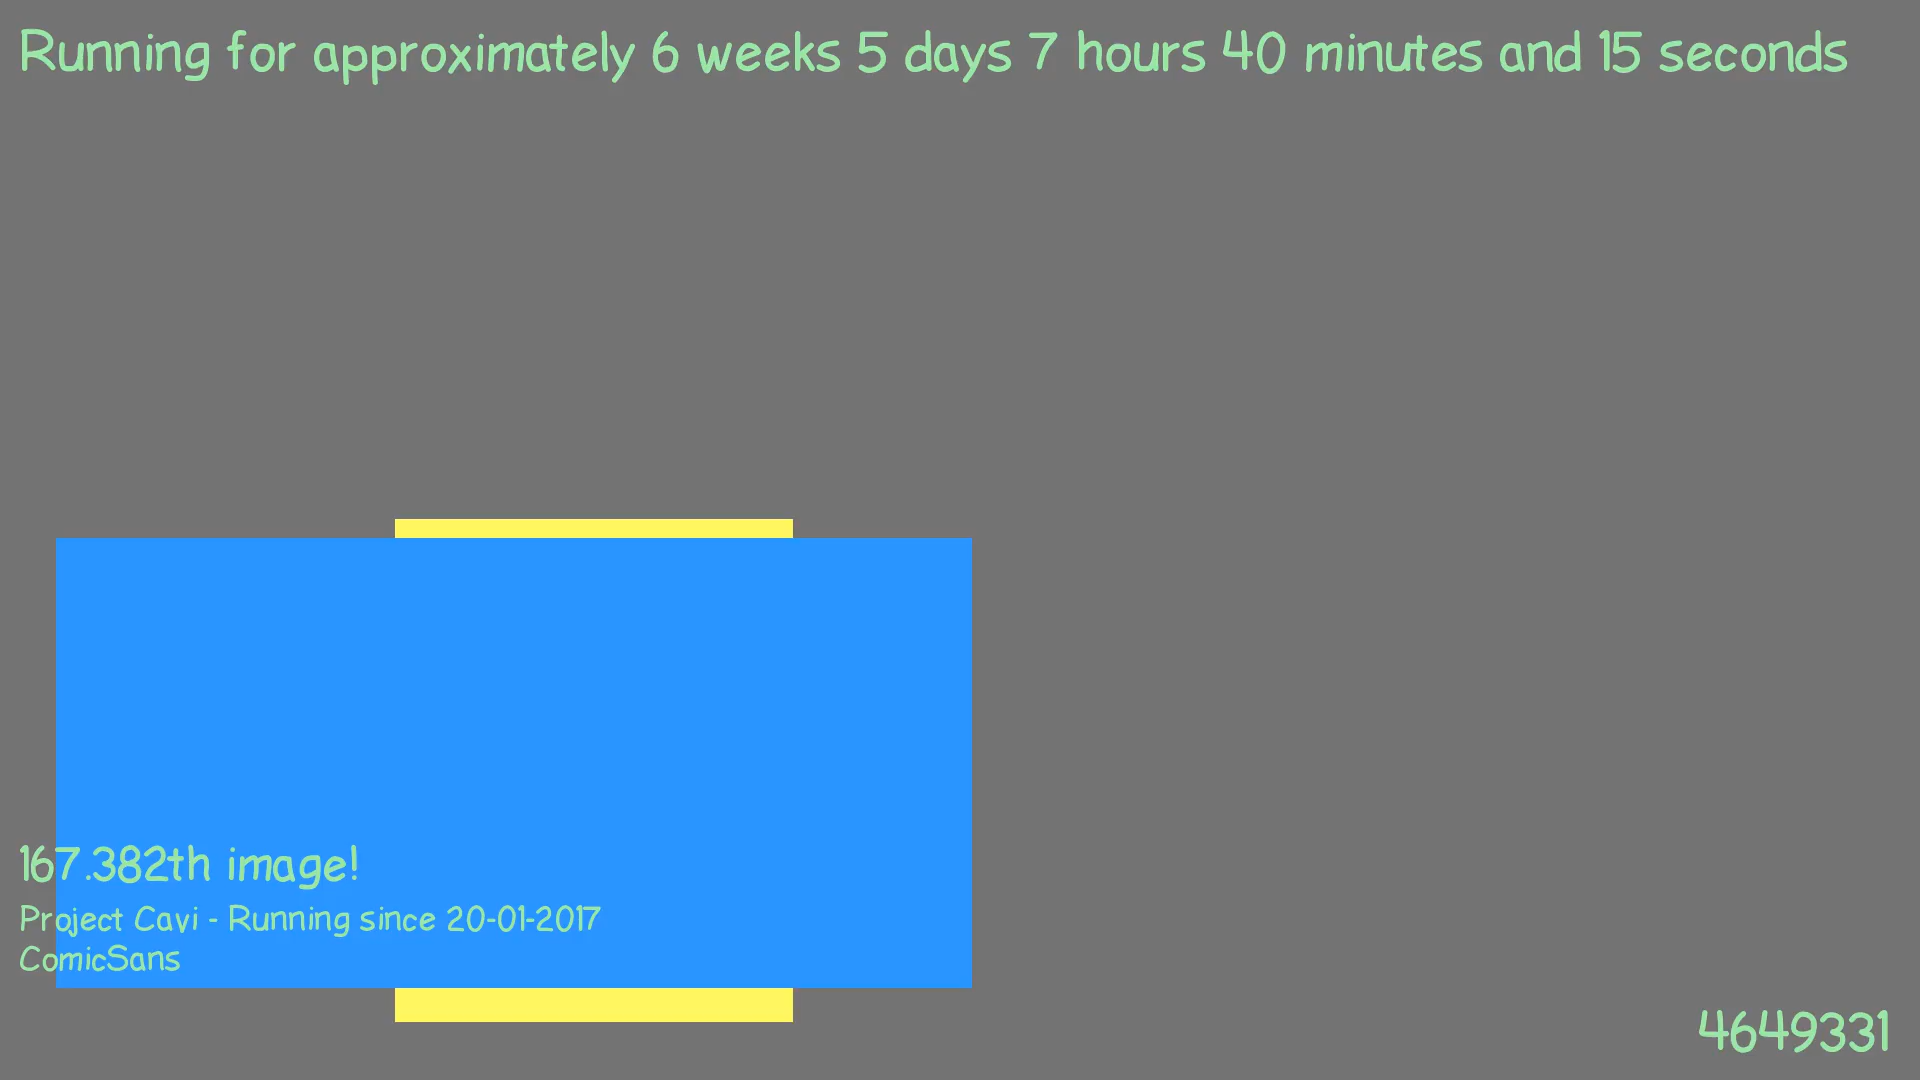 Running for approximately 6 weeks 5 days 7 hours 40 minutes and 15 seconds
167.382th image!
Project Cavi - Running since 20-01-2017
ComicSans
4649331